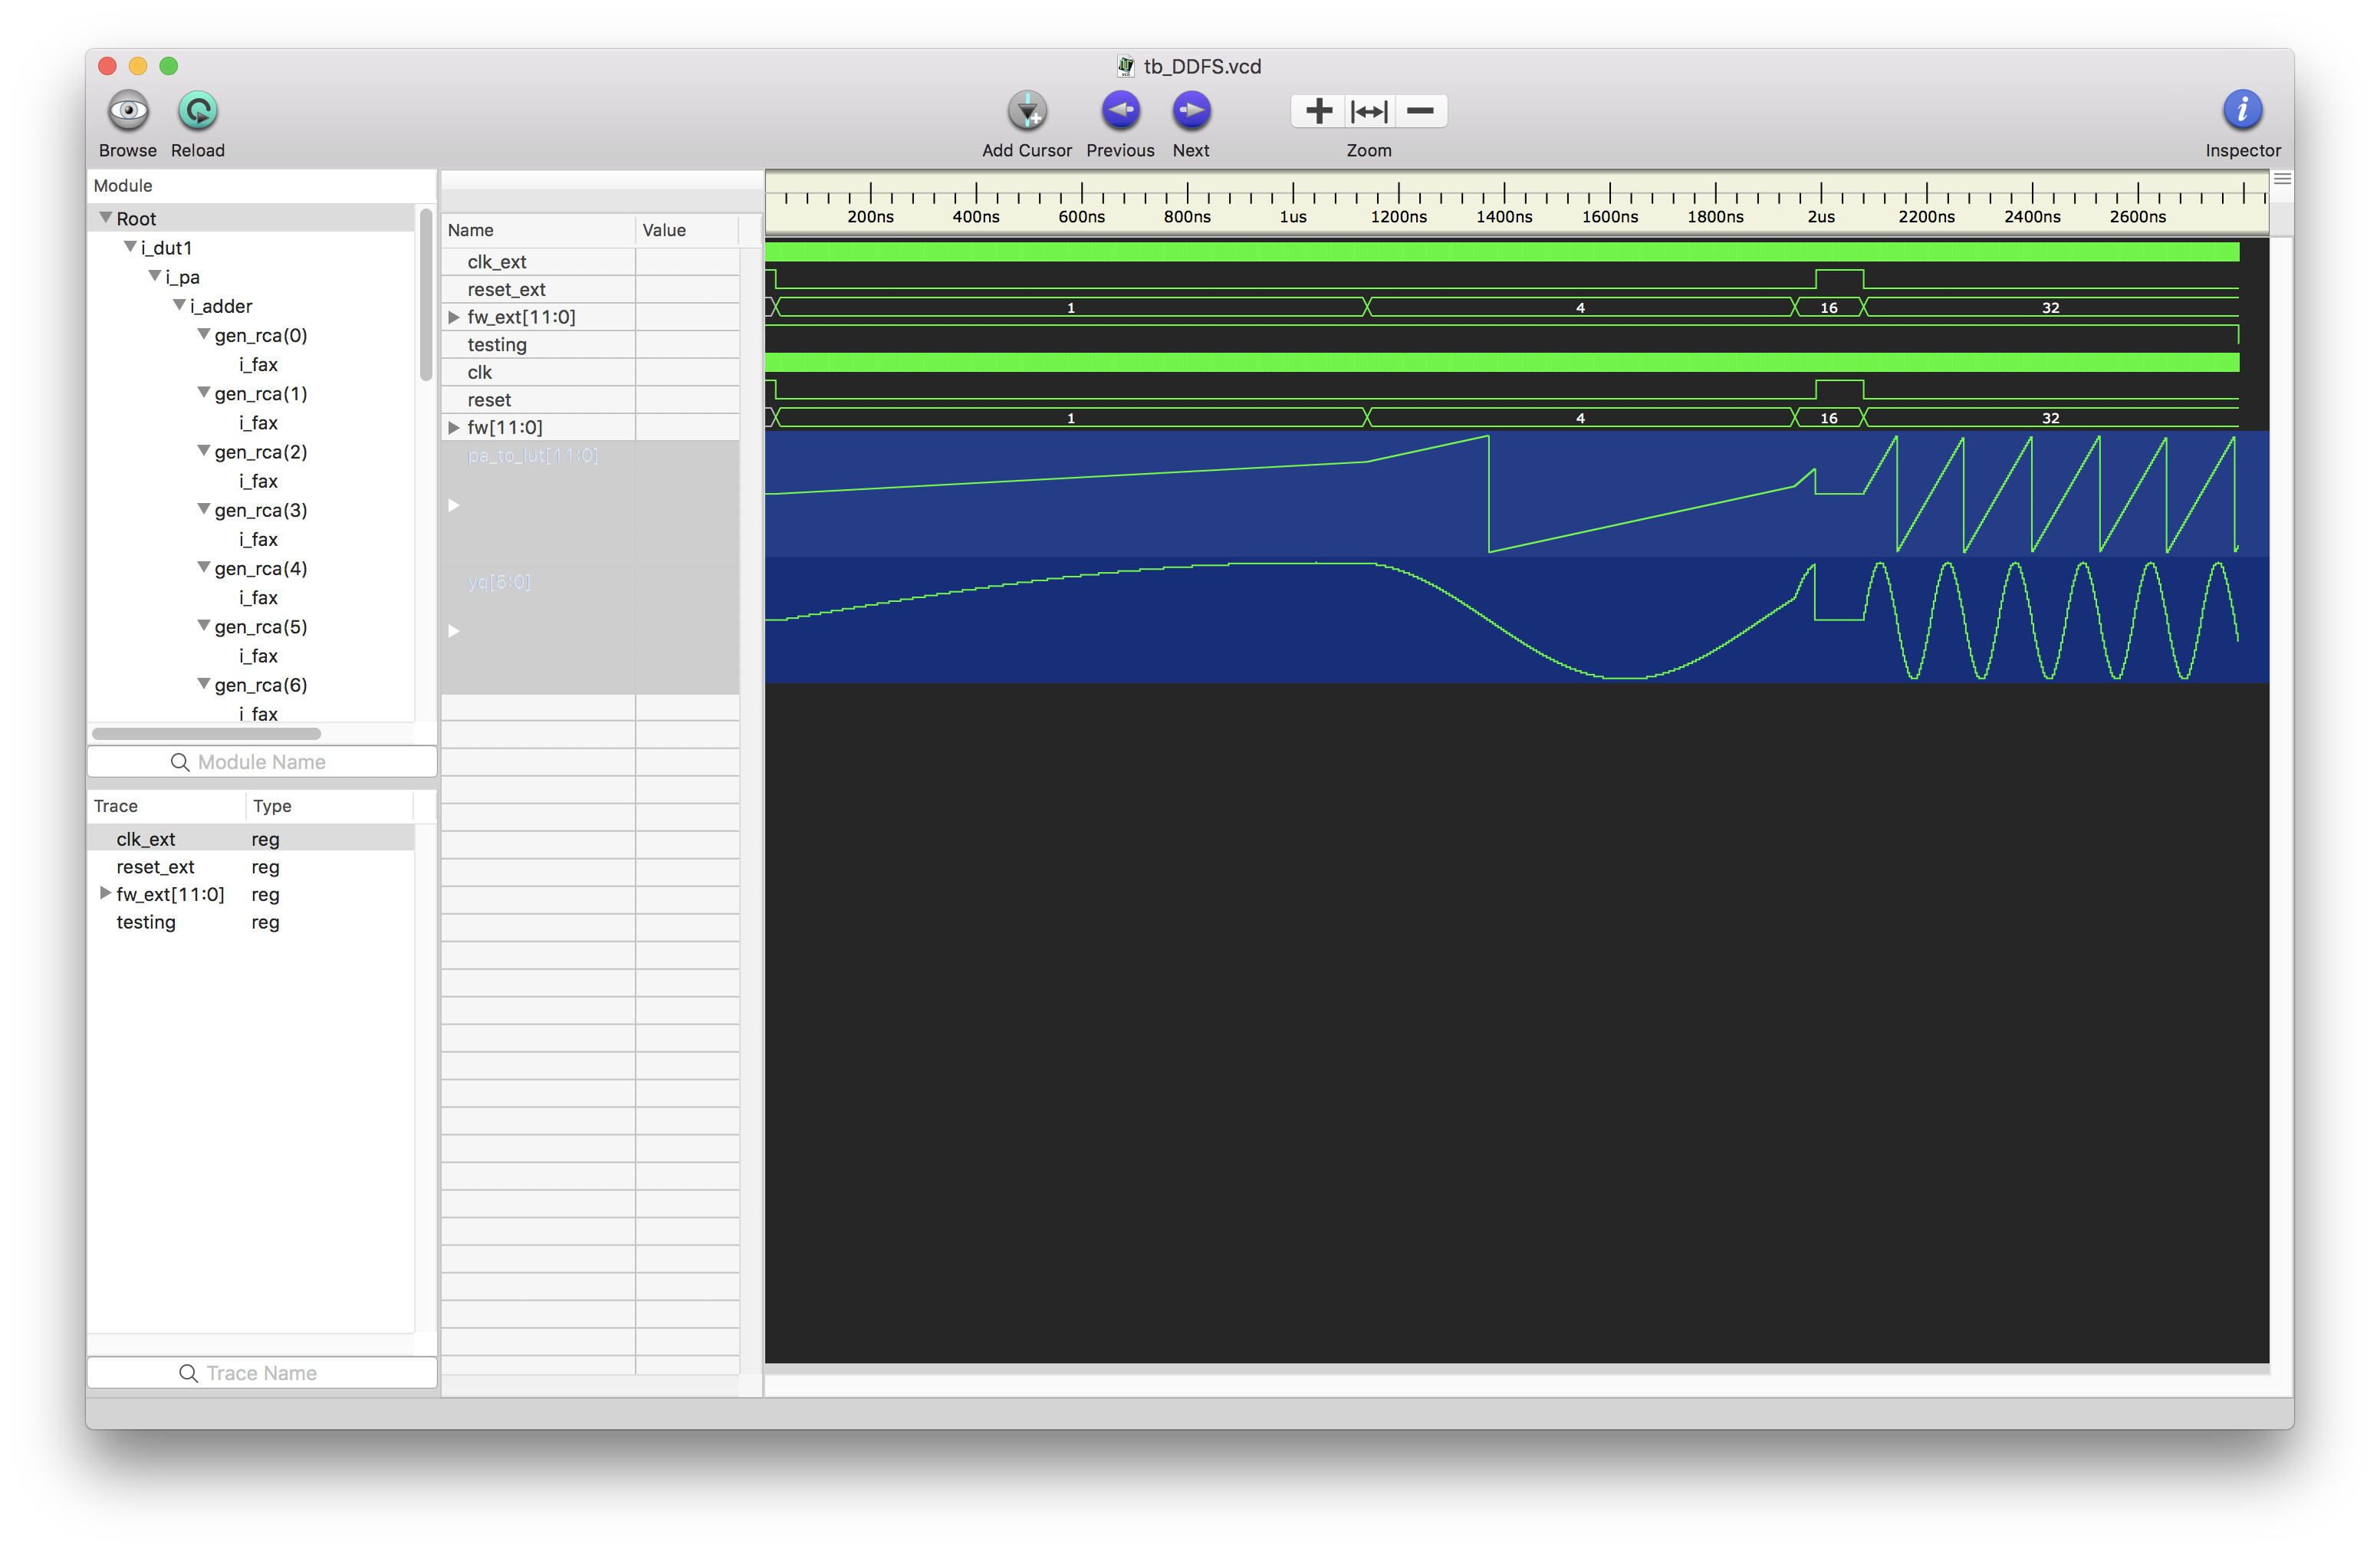 tb_DDFS.vcd
Browse Reload Add Cursor Previous Next Zoom Inspector
Module
Root
i_dut1
i_pa
i_adder
gen_rca(0)
i_fax
gen_rca(1)
i_fax
gen_rca(2)
i_fax
gen_rca(3)
i_fax
gen_rca(4)
i_fax
gen_rca(5)
i_fax
gen_rca(6)
i_fax
Module Name
Trace Type
clk_ext reg
reset_ext reg
fw_ext[11:0] reg
testing reg
Trace Name
Name Value
clk_ext
reset_ext
fw_ext[11:0]
testing
clk
reset
fw[11:0]
pa_to_lut[11:0]
yq[5:0]
200ns 400ns 600ns 800ns 1us 1200ns 1400ns 1600ns 1800ns 2us 2200ns 2400ns 2600ns
1 4 16 32
1 4 16 32